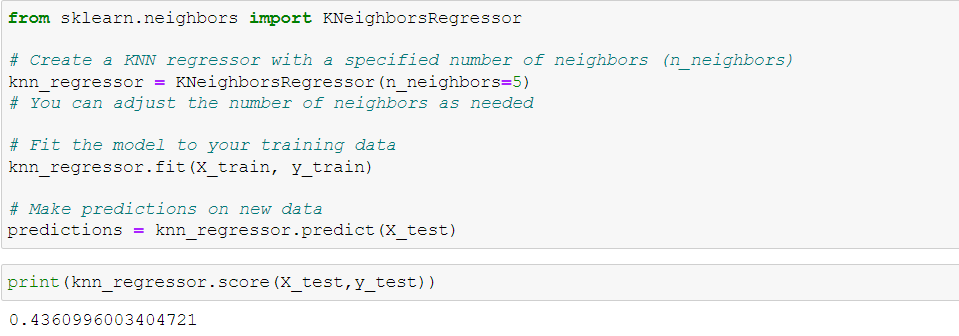 from sklearn.neighbors import KNeighborsRegressor
# Create a KNN regressor with a specified number of neighbors (n_neighbors)
knn_regressor = KNeighborsRegressor(n_neighbors=5)
# You can adjust the number of neighbors as needed
# Fit the model to your training data
knn_regressor.fit(X_train, y_train)
# Make predictions on new data
predictions = knn_regressor.predict(X_test)
print(knn_regressor.score(X_test,y_test))
0.4360996003404721